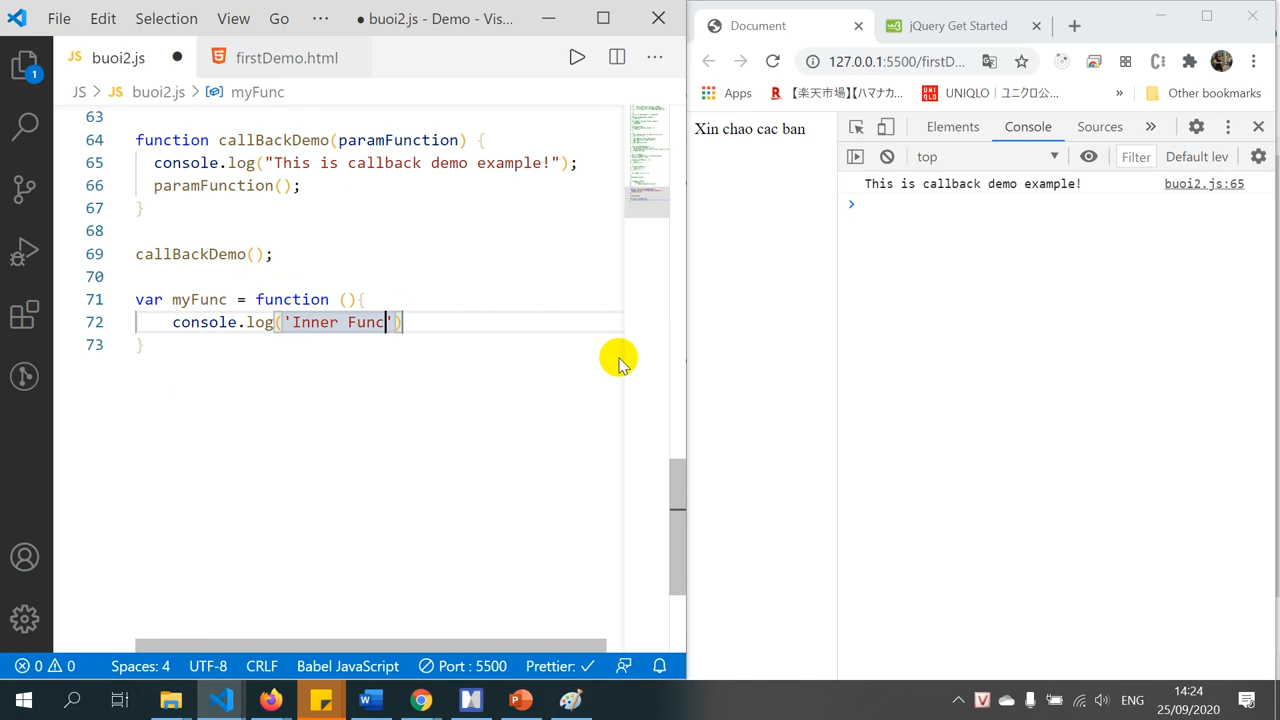 File Edit Selection View Go ··· ● buoi2.js - Demo - Vis...
JS buoi2.js ● firstDemo.html
JS > JS buoi2.js > myFunc
63
64 function callBackDemo(paramFunction) {
65 console.log("This is callback demo example!");
66 paramFunction();
67 }
68
69 callBackDemo();
70
71 var myFunc = function (){
72 console.log('Inner Func')
73 }
1
0 0 Spaces: 4 UTF-8 CRLF Babel JavaScript Port : 5500 Prettier: ✓
Document jQuery Get Started
127.0.0.1:5500/firstD...
Apps 【楽天市場】【ハマナカ... UNIQLO｜ユニクロ公... » Other bookmarks
Xin chao cac ban
Elements Console Sources
top Filter Default lev
This is callback demo example! buoi2.js:65
ENG
14:24
25/09/2020